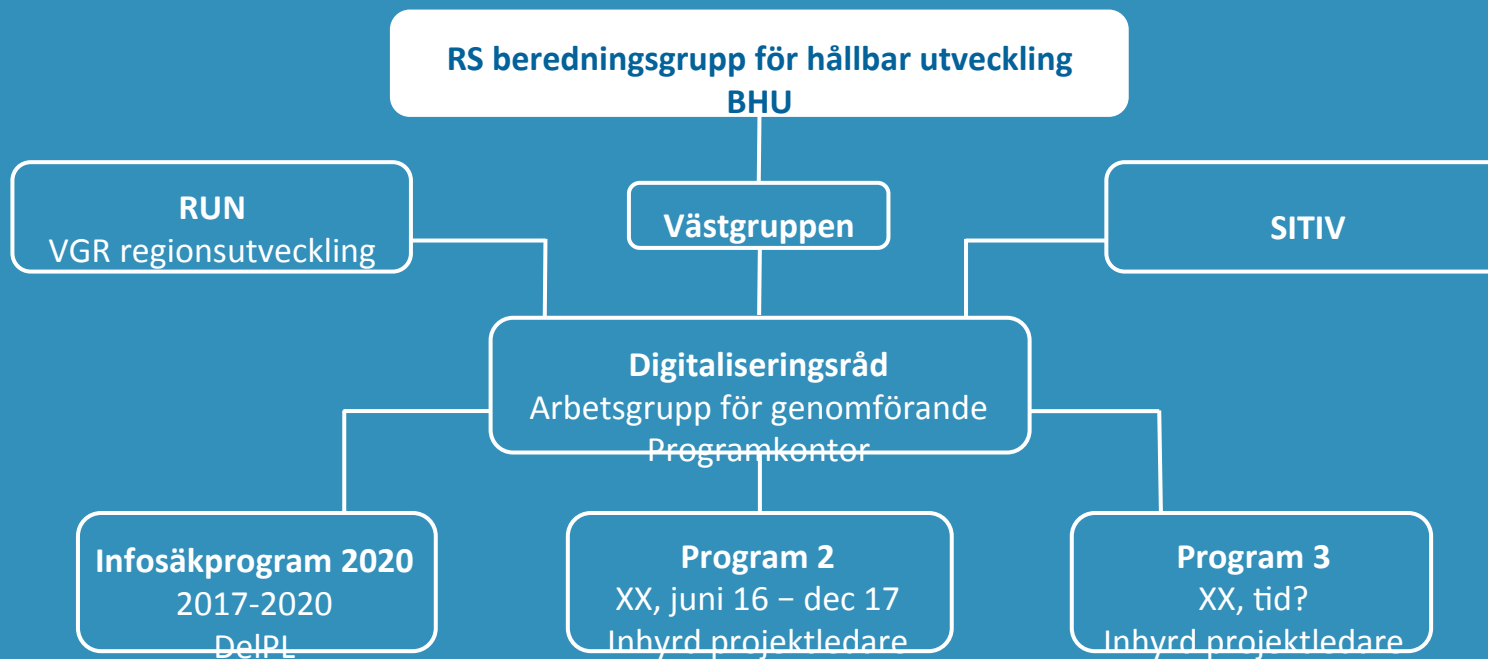 RS beredningsgrupp för hållbar utveckling
BHU
RUN
VGR regionsutveckling
Västgruppen
SITIV
Digitaliseringsråd
Arbetsgrupp för genomförande
Programkontor
Infosäkprogram 2020
2017-2020
DelPL
Program 2
XX, juni 16 – dec 17
Inhyrd projektledare
Program 3
XX, tid?
Inhyrd projektledare